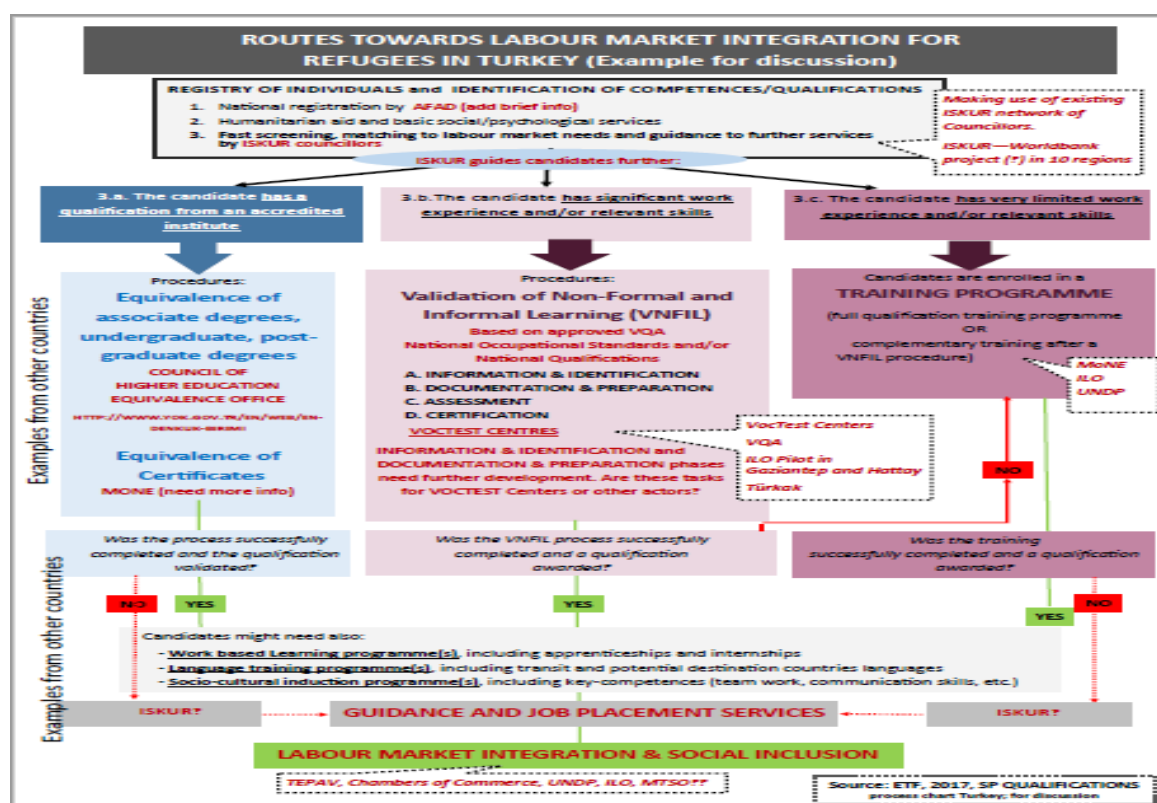 ROUTES TOWARDS LABOUR MARKET INTEGRATION FOR
REFUGEES IN TURKEY (Example for discussion)
REGISTRY OF INDIVIDUALS and IDENTIFICATION OF COMPETENCES/QUALIFICATIONS
1. National registration by AFAD (add brief info)
2. Humanitarian aid and basic social/psychological services
3. Fast screening, matching to labour market needs and guidance to further services
by ISKUR councillors
Making use of existing
ISKUR network of
Councillors.
ISKUR—Worldbank
project (?) in 10 regions
ISKUR guides candidates further:
3.a. The candidate has a
qualification from an accredited
institute
3.b.The candidate has significant work
experience and/or relevant skills
3.c. The candidate has very limited work
experience and/or relevant skills
Examples from other countries
Procedures:
Equivalence of
associate degrees,
undergraduate, post-
graduate degrees
COUNCIL OF
HIGHER EDUCATION
EQUIVALENCE OFFICE
HTTP://WWW.YOK.GOV.TR/EN/WEB/EN-
DENKLIK-BIRIMI
Equivalence of
Certificates
MONE (need more info)
Procedures:
Validation of Non-Formal and
Informal Learning (VNFIL)
Based on approved VQA
National Occupational Standards and/or
National Qualifications
A. INFORMATION & IDENTIFICATION
B. DOCUMENTATION & PREPARATION
C. ASSESSMENT
D. CERTIFICATION
VOCTEST CENTRES
INFORMATION & IDENTIFICATION and
DOCUMENTATION & PREPARATION phases
need further development. Are these tasks
for VOCTEST Centers or other actors?
Candidates are enrolled in a
TRAINING PROGRAMME
(full qualification training programme
OR
complementary training after a
VNFIL procedure)
MoNE
ILO
UNDP
VocTest Centers
VQA
ILO Pilot in
Gaziantep and Hattay
Türkak
NO
Examples from other countries
Was the process successfully
completed and the qualification
validated?
Was the VNFIL process successfully
completed and a qualification
awarded?
Was the training
successfully completed and a qualification
awarded?
NO
YES
YES
YES
NO
Candidates might need also:
- Work based Learning programme(s), including apprenticeships and internships
- Language training programme(s), including transit and potential destination countries languages
- Socio-cultural induction programme(s), including key-competences (team work, communication skills, etc.)
ISKUR?
GUIDANCE AND JOB PLACEMENT SERVICES
ISKUR?
LABOUR MARKET INTEGRATION & SOCIAL INCLUSION
TEPAV, Chambers of Commerce, UNDP, ILO, MTSO??
Source: ETF, 2017, SP QUALIFICATIONS
process chart Turkey; for discussion